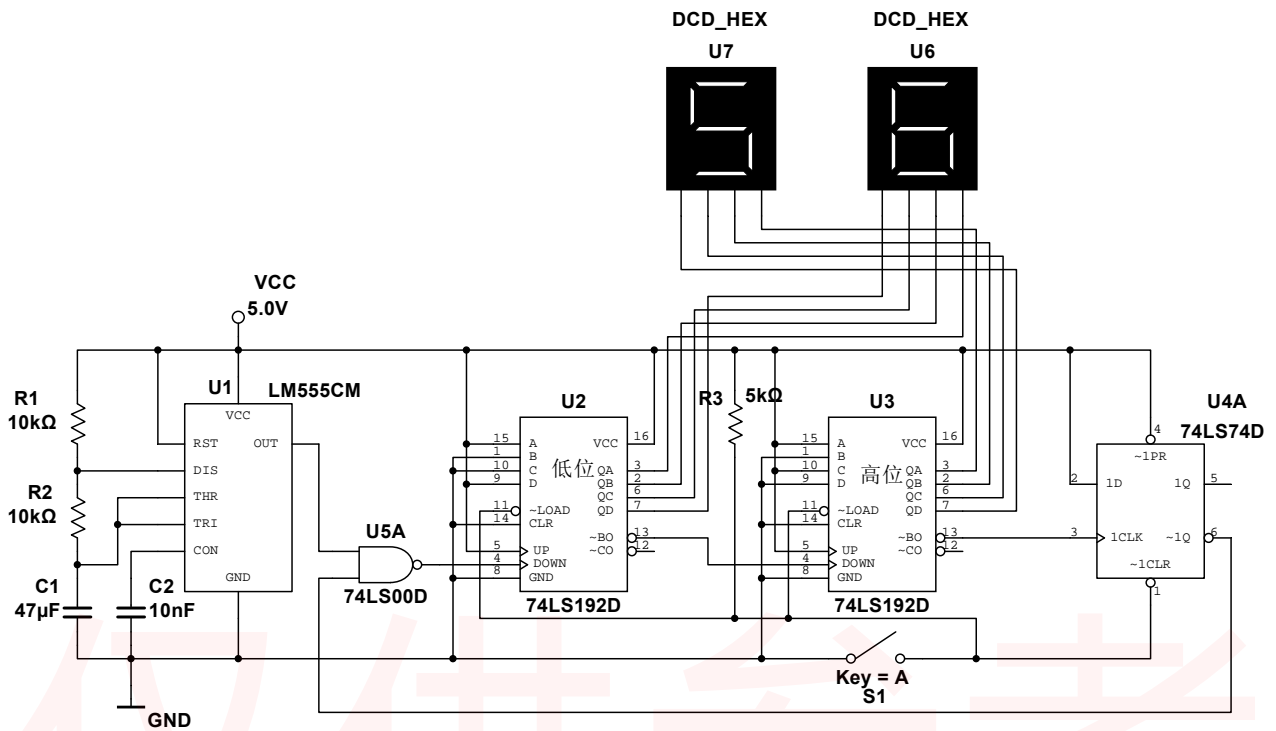 DCD_HEX DCD_HEX
U7 U6
VCC
5.0V
R1
10kΩ
R2
10kΩ
C1
47µF
C2
10nF
GND
U1 LM555CM
VCC
RST OUT
DIS
THR
TRI
CON
GND
U5A
74LS00D
U2
15 A VCC 16
1 B
10 C QA 3
9 D QB 2
QC 6
11 ~LOAD QD 7
14 CLR
~BO 13
5 UP ~CO 12
4 DOWN
8 GND
低位
74LS192D
R3 5kΩ
U3
15 A VCC 16
1 B
10 C QA 3
9 D QB 2
QC 6
11 ~LOAD QD 7
14 CLR
~BO 13
5 UP ~CO 12
4 DOWN
8 GND
高位
74LS192D
U4A
74LS74D
4
~1PR
2 1D 1Q 5
3 1CLK ~1Q 6
~1CLR
1
Key = A
S1
56
仅供参考